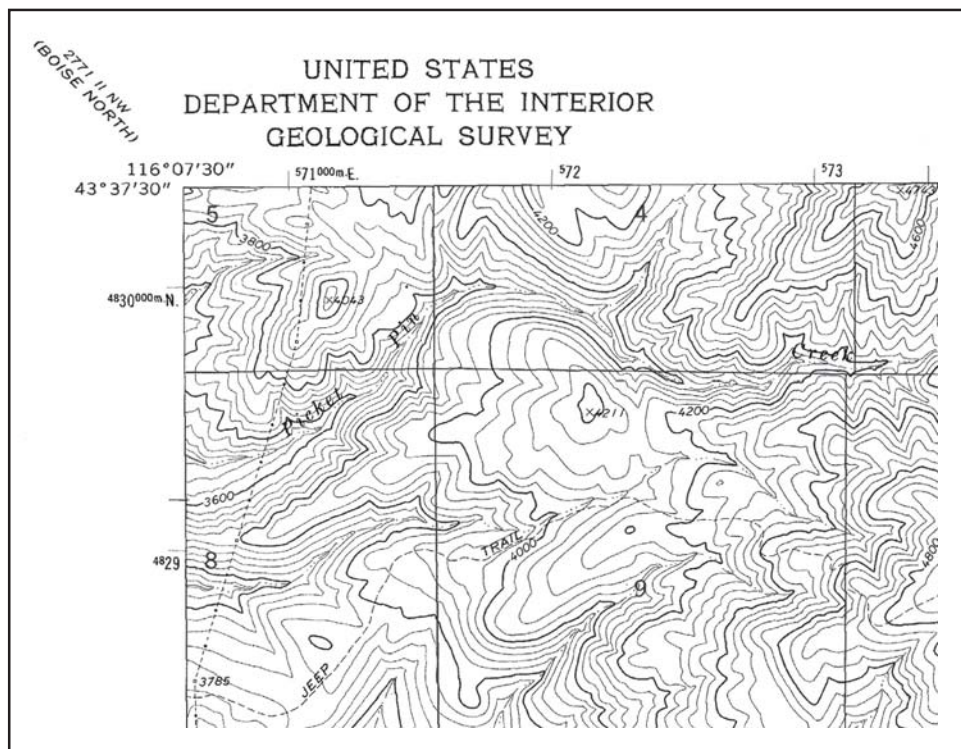 2771 II NW
(BOISE NORTH)
UNITED STATES
DEPARTMENT OF THE INTERIOR
GEOLOGICAL SURVEY
116°07'30"
43°37'30"
571000m.E.
572
573
5
4200
4
×4743
4600
3800
4830000m.N.
×4043
Pin
Creek
Picket
×4211
4200
3600
TRAIL
4000
4829
8
9
4800
3785
JEEP